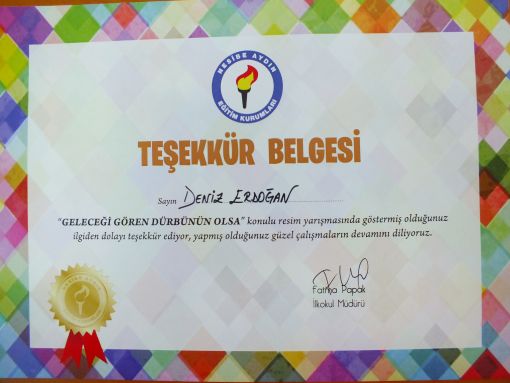 NESİBE AYDIN
EĞİTİM KURUMLARI
TEŞEKKÜR BELGESİ
Sayın DENİZ ERDOĞAN
"GELECEĞİ GÖREN DÜRBÜNÜN OLSA" konulu resim yarışmasında göstermiş olduğunuz
ilgiden dolayı teşekkür ediyor, yapmış olduğunuz güzel çalışmaların devamını diliyoruz.
Fatma Papak
İlkokul Müdürü